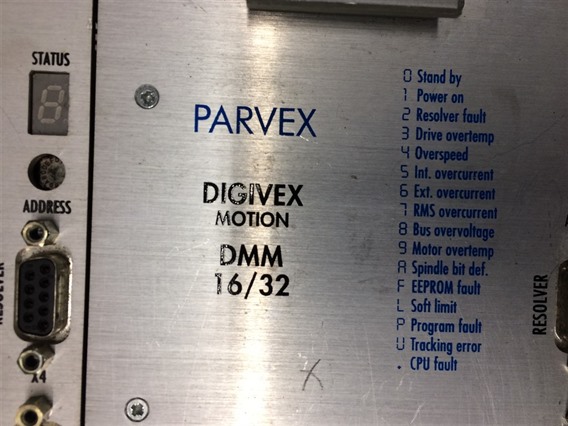 STATUS
ADDRESS
RESOLVER
X4
PARVEX
DIGIVEX
MOTION
DMM
16/32
0 Stand by
1 Power on
2 Resolver fault
3 Drive overtemp
4 Overspeed
5 Int. overcurrent
6 Ext. overcurrent
7 RMS overcurrent
8 Bus overvoltage
9 Motor overtemp
A Spindle bit def.
F EEPROM fault
L Soft limit
P Program fault
U Tracking error
. CPU fault
RESOLVER